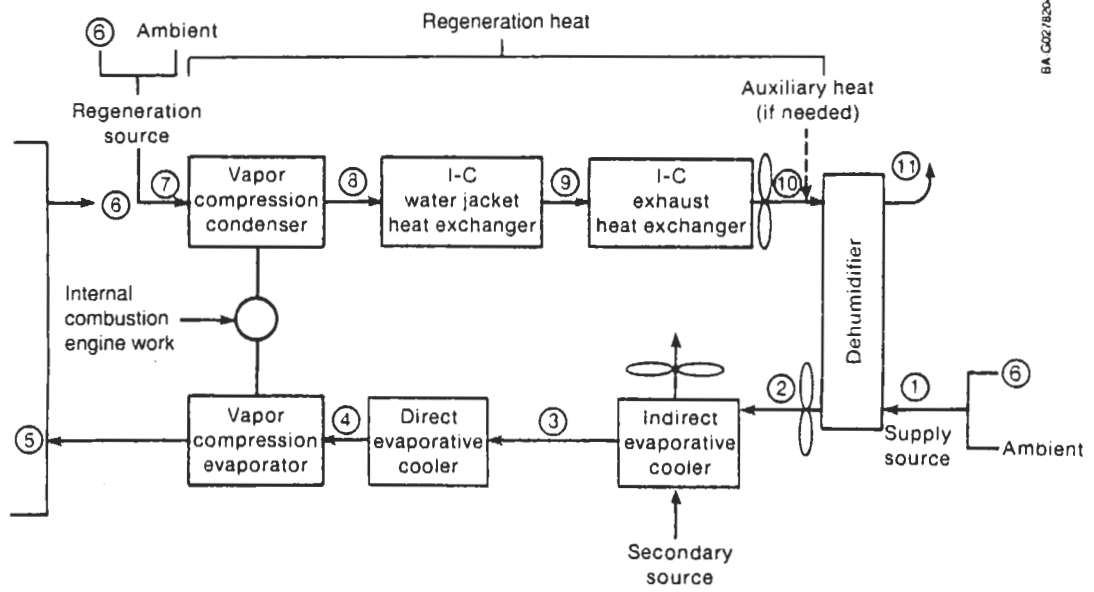 Regeneration heat
BA-G0278204
6 Ambient
Regeneration
source
Auxiliary heat
(if needed)
6
7
Vapor
compression
condenser
8
I-C
water jacket
heat exchanger
9
I-C
exhaust
heat exchanger
10
11
Internal
combustion
engine work
Dehumidifier
5
Vapor
compression
evaporator
4
Direct
evaporative
cooler
3
Indirect
evaporative
cooler
2
1
6
Supply
source
Ambient
Secondary
source